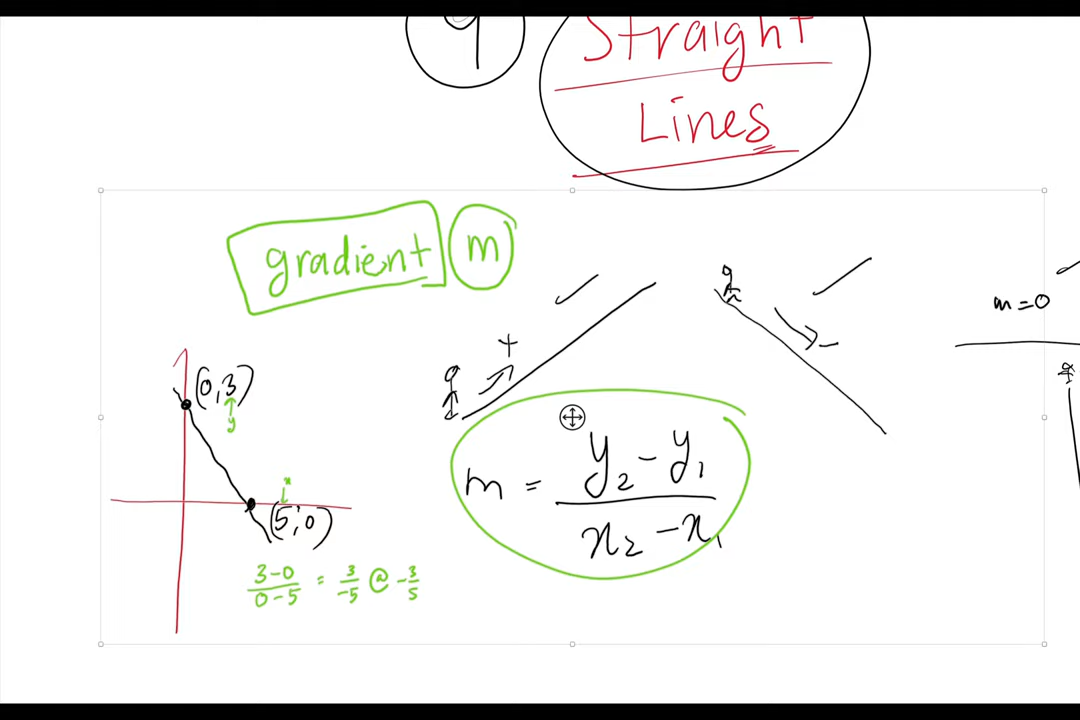 9
Straight
Lines
gradient m
+
-
m = 0
(0,3)
y
x
(5,0)
m = y₂ - y₁ / x₂ - x₁
3-0 / 0-5 = 3/-5 @ -3/5